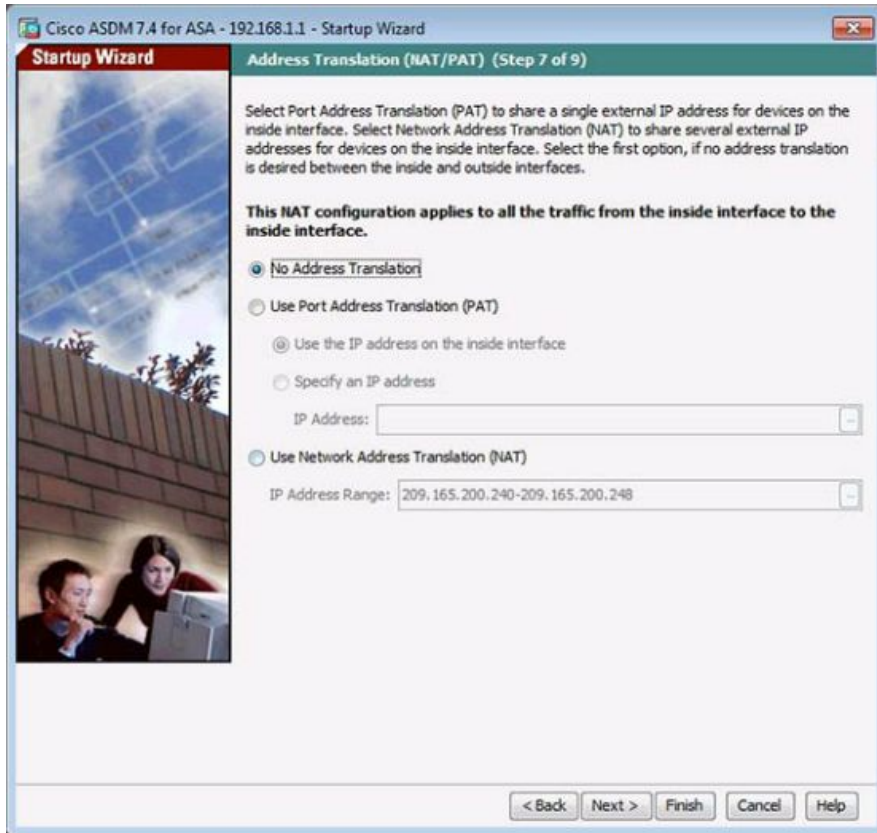 Cisco ASDM 7.4 for ASA - 192.168.1.1 - Startup Wizard
Startup Wizard
Address Translation (NAT/PAT) (Step 7 of 9)
Select Port Address Translation (PAT) to share a single external IP address for devices on the
inside interface. Select Network Address Translation (NAT) to share several external IP
addresses for devices on the inside interface. Select the first option, if no address translation
is desired between the inside and outside interfaces.
This NAT configuration applies to all the traffic from the inside interface to the
inside interface.
No Address Translation
Use Port Address Translation (PAT)
Use the IP address on the inside interface
Specify an IP address
IP Address:
...
Use Network Address Translation (NAT)
IP Address Range: 209.165.200.240-209.165.200.248
...
< Back Next > Finish Cancel Help